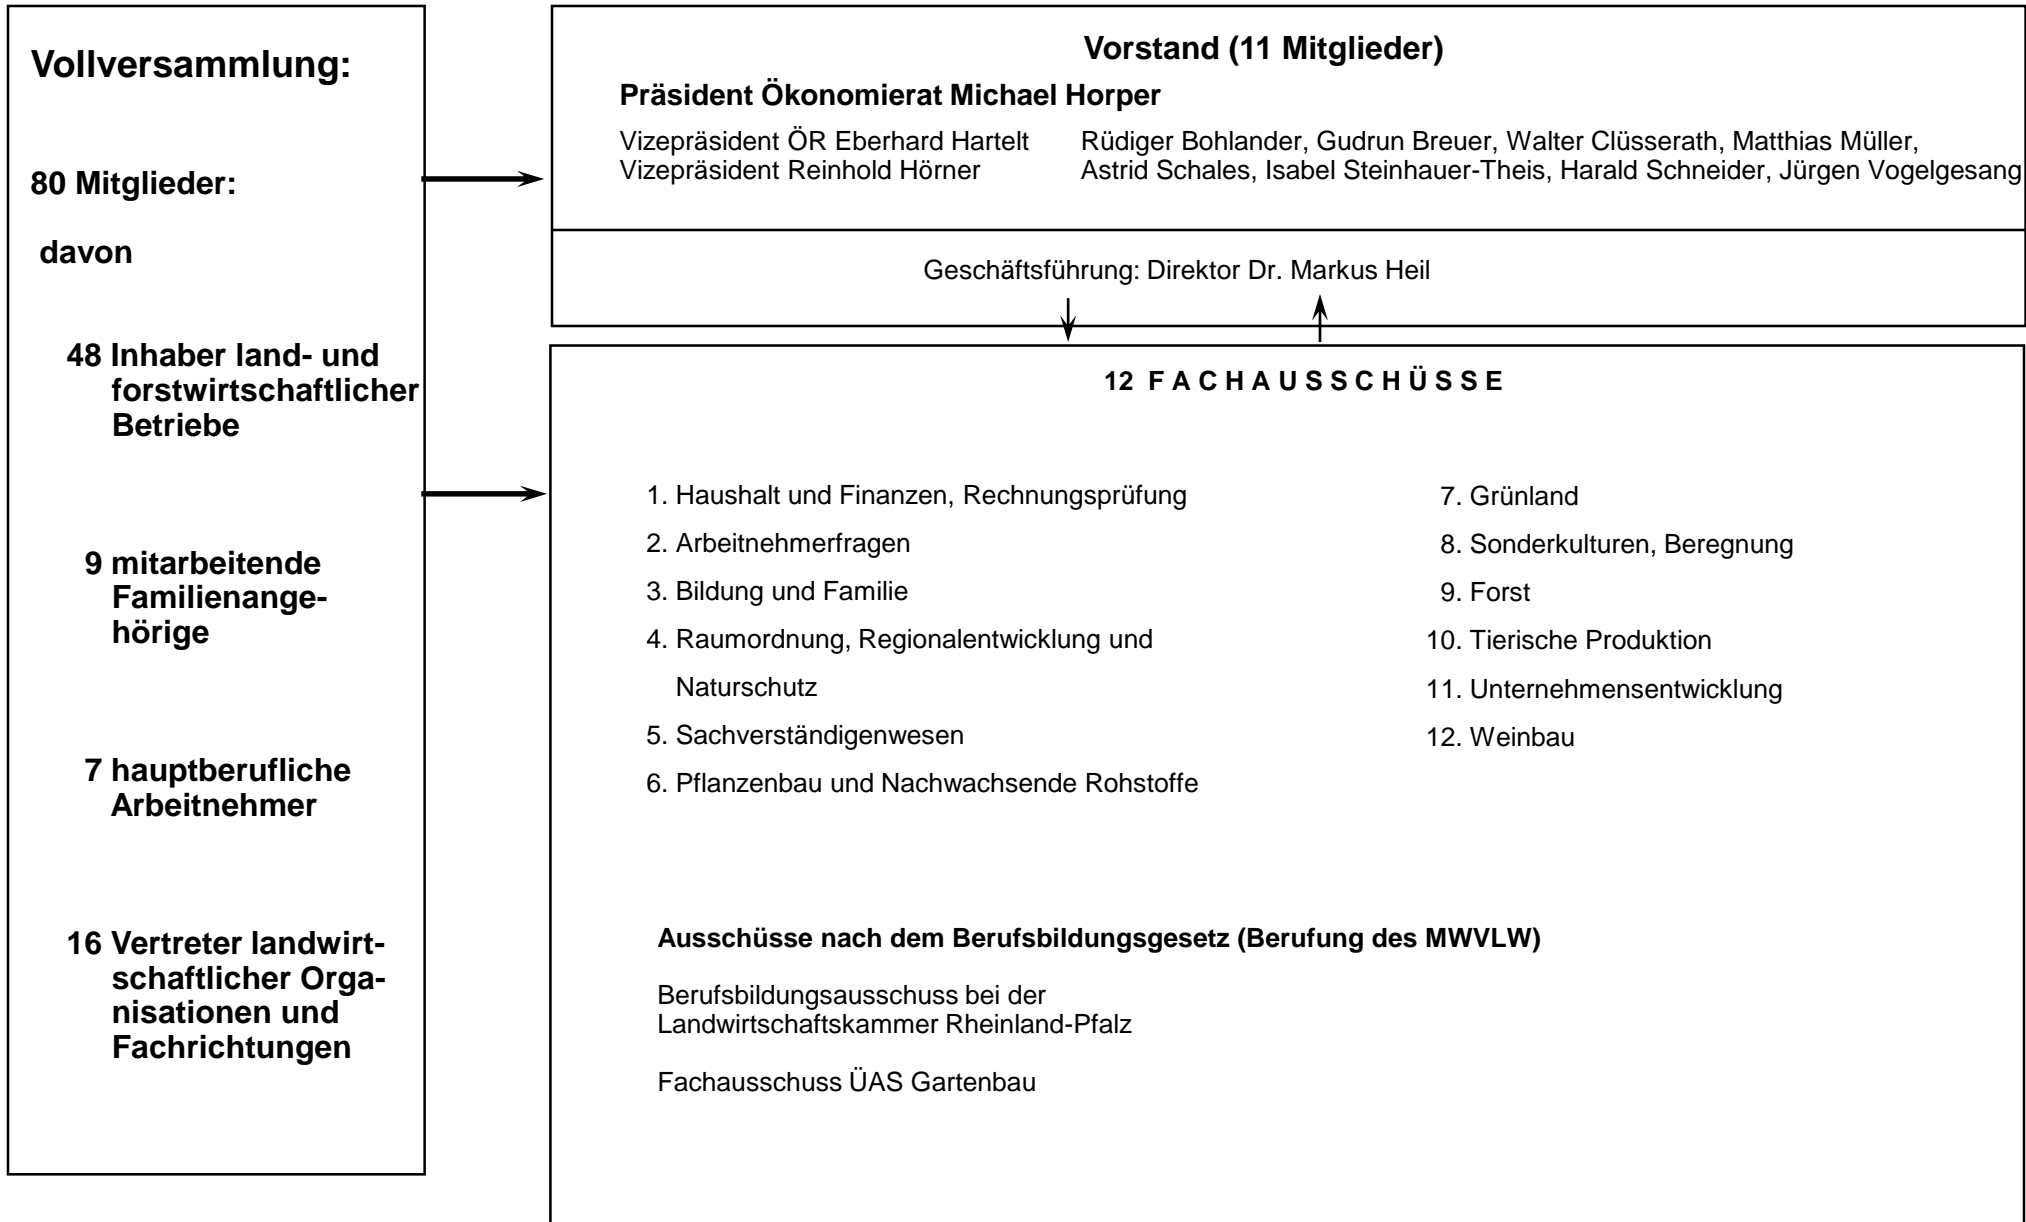 Vollversammlung:
80 Mitglieder:
davon
48 Inhaber land- und
forstwirtschaftlicher
Betriebe
9 mitarbeitende
Familienange-
hörige
7 hauptberufliche
Arbeitnehmer
16 Vertreter landwirt-
schaftlicher Orga-
nisationen und
Fachrichtungen
Vorstand (11 Mitglieder)
Präsident Ökonomierat Michael Horper
Vizepräsident ÖR Eberhard Hartelt
Vizepräsident Reinhold Hörner
Rüdiger Bohlander, Gudrun Breuer, Walter Clüsserath, Matthias Müller,
Astrid Schales, Isabel Steinhauer-Theis, Harald Schneider, Jürgen Vogelgesang
Geschäftsführung: Direktor Dr. Markus Heil
12 F A C H A U S S C H Ü S S E
1. Haushalt und Finanzen, Rechnungsprüfung
2. Arbeitnehmerfragen
3. Bildung und Familie
4. Raumordnung, Regionalentwicklung und
Naturschutz
5. Sachverständigenwesen
6. Pflanzenbau und Nachwachsende Rohstoffe
7. Grünland
8. Sonderkulturen, Beregnung
9. Forst
10. Tierische Produktion
11. Unternehmensentwicklung
12. Weinbau
Ausschüsse nach dem Berufsbildungsgesetz (Berufung des MWVLW)
Berufsbildungsausschuss bei der
Landwirtschaftskammer Rheinland-Pfalz
Fachausschuss ÜAS Gartenbau